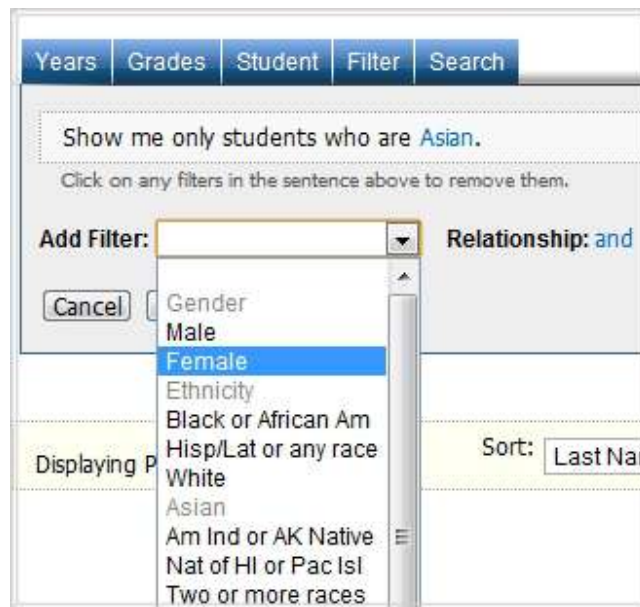 Years Grades Student Filter Search
Show me only students who are Asian.
Click on any filters in the sentence above to remove them.
Add Filter: Relationship: and
Cancel
Gender
Male
Female
Ethnicity
Black or African Am
Hisp/Lat or any race
Displaying P Sort: Last Na
White
Asian
Am Ind or AK Native
Nat of HI or Pac Isl
Two or more races